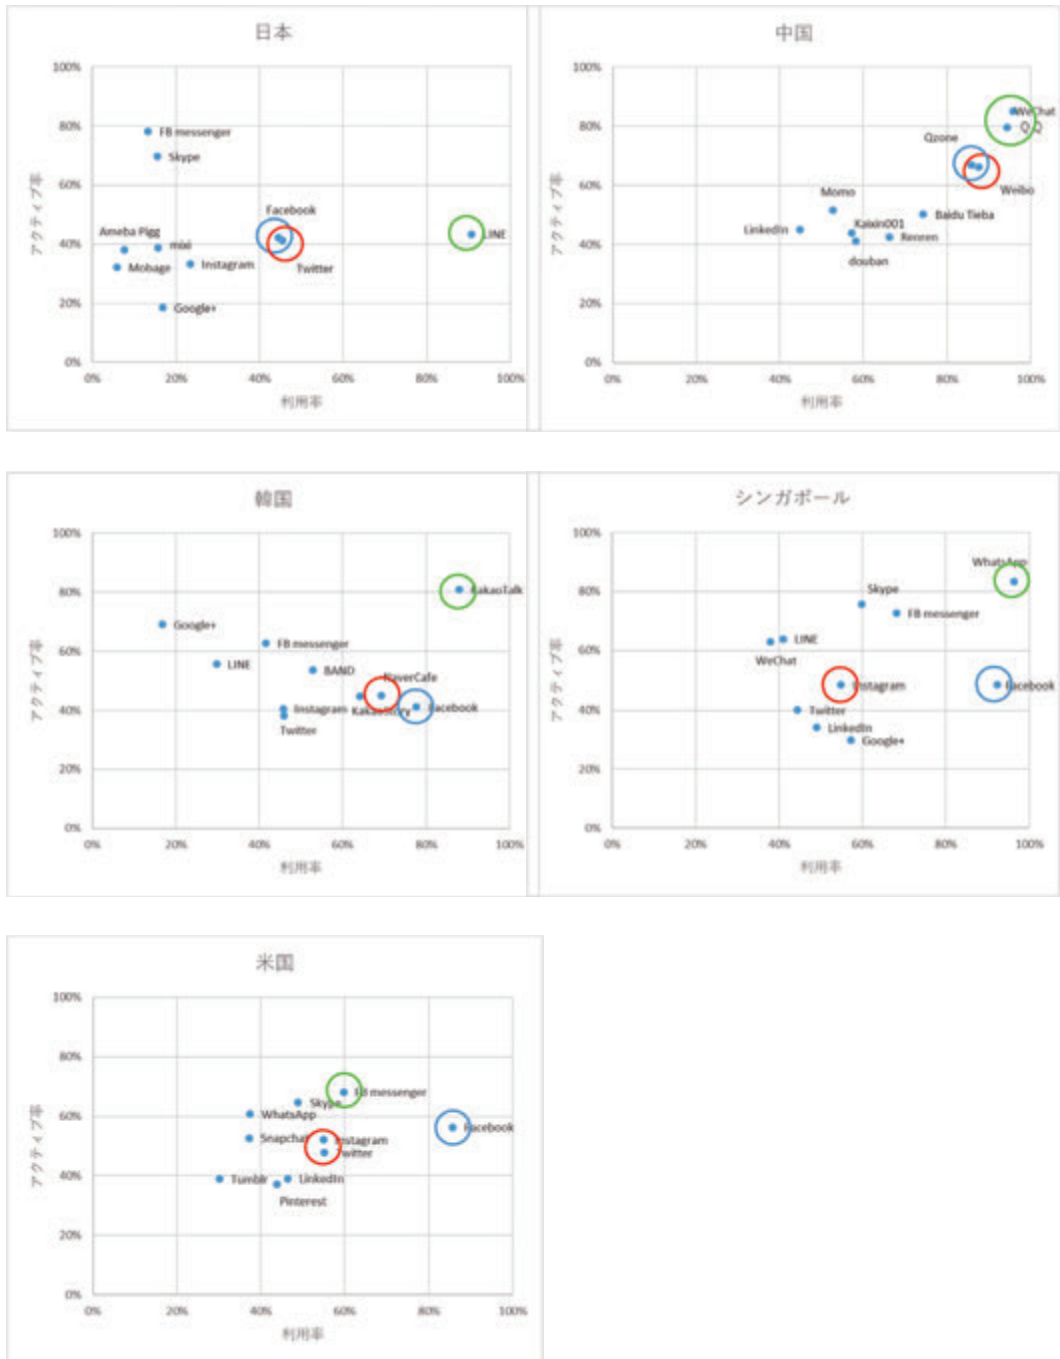 日本
100%
80%
60%
40%
20%
0%
アクティブ率
FB messenger
Skype
Facebook
Ameba Pigg
mixi
LINE
Mobage
Instagram
Twitter
Google+
0% 20% 40% 60% 80% 100%
利用率
中国
100%
80%
60%
40%
20%
0%
アクティブ率
WeChat
QQ
Qzone
Weibo
Momo
Baidu Tieba
Kaixin001
LinkedIn
Renren
douban
0% 20% 40% 60% 80% 100%
利用率
韓国
100%
80%
60%
40%
20%
0%
アクティブ率
KakaoTalk
Google+
FB messenger
LINE
BAND
NaverCafe
Instagram
KakaoStory
Facebook
Twitter
0% 20% 40% 60% 80% 100%
利用率
シンガポール
100%
80%
60%
40%
20%
0%
アクティブ率
WhatsApp
Skype
FB messenger
LINE
WeChat
Instagram
Facebook
Twitter
LinkedIn
Google+
0% 20% 40% 60% 80% 100%
利用率
米国
100%
80%
60%
40%
20%
0%
アクティブ率
FB messenger
Skype
WhatsApp
Facebook
Snapchat
Instagram
Twitter
Tumblr
LinkedIn
Pinterest
0% 20% 40% 60% 80% 100%
利用率